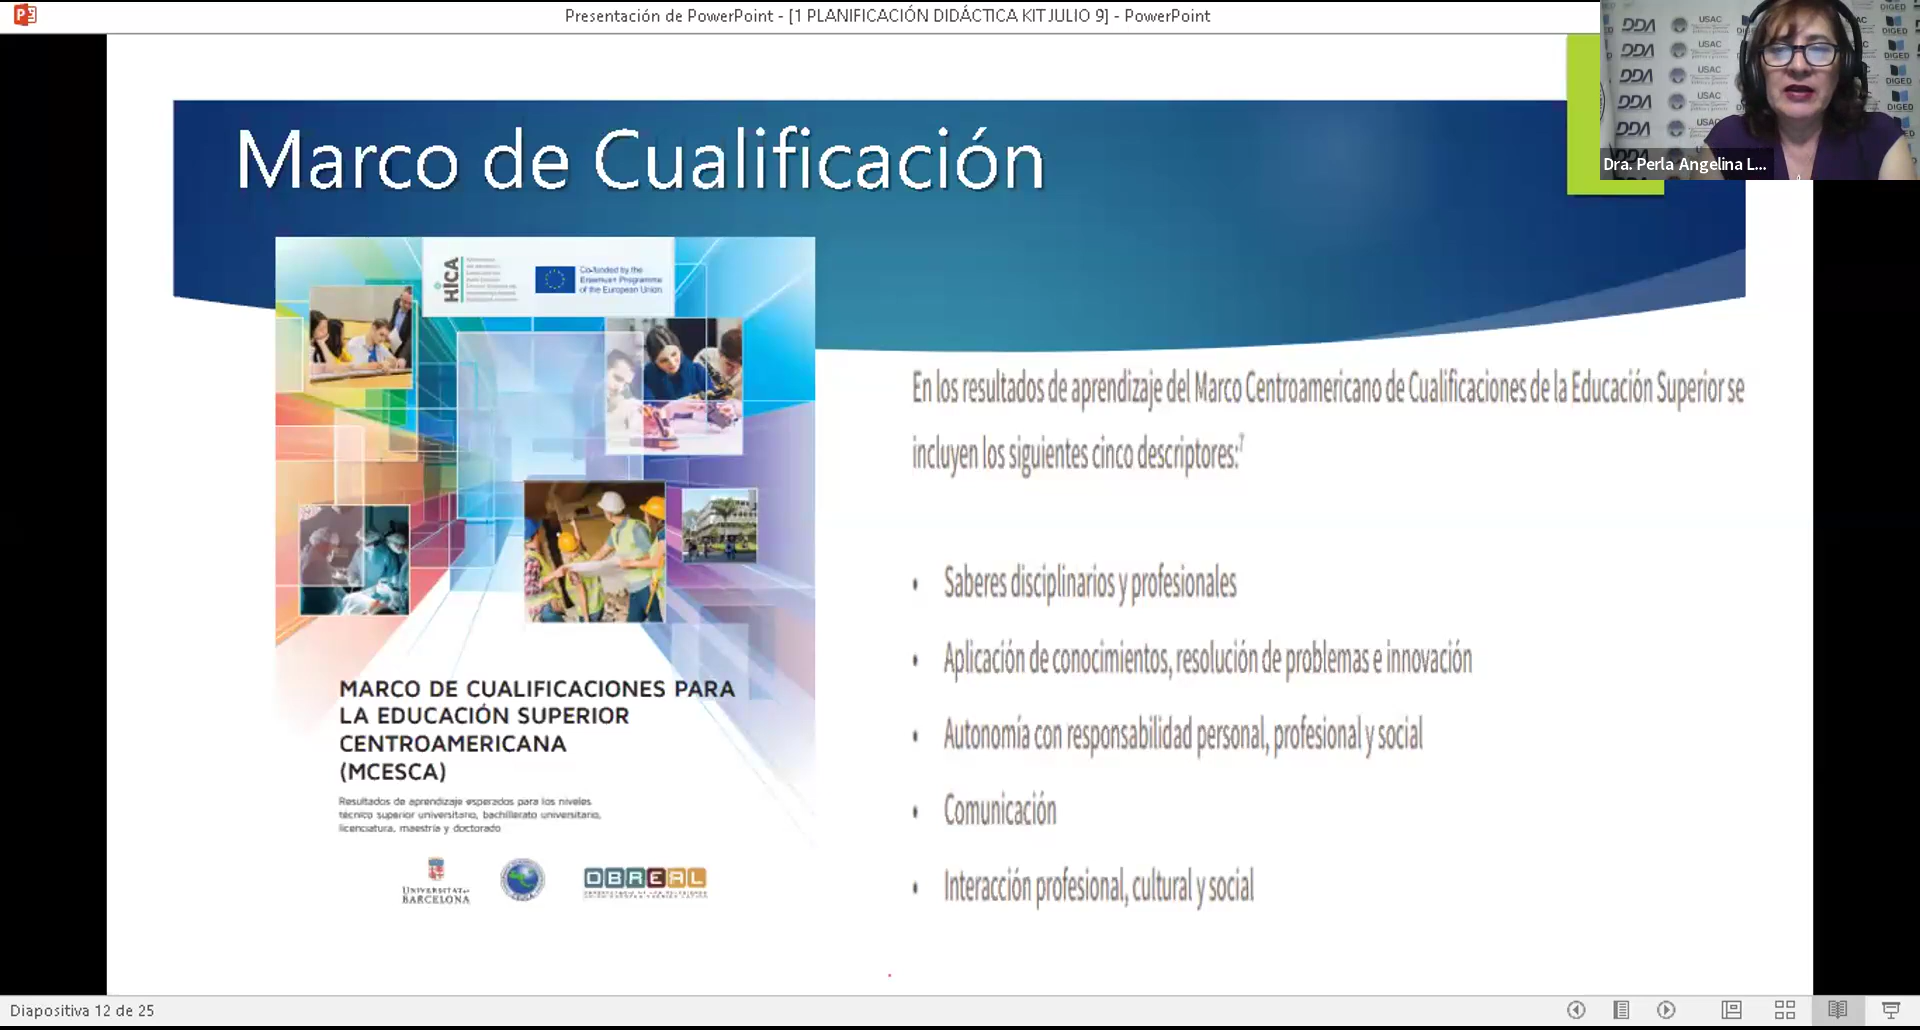 Presentación de PowerPoint - [1 PLANIFICACIÓN DIDÁCTICA KIT JULIO 9] - PowerPoint
DDA USAC DIGED
Dra. Perla Angelina L...
Marco de Cualificación
HICA
Co-funded by the
Erasmus+ Programme
of the European Union
En los resultados de aprendizaje del Marco Centroamericano de Cualificaciones de la Educación Superior se
incluyen los siguientes cinco descriptores:7
• Saberes disciplinarios y profesionales
• Aplicación de conocimientos, resolución de problemas e innovación
• Autonomía con responsabilidad personal, profesional y social
• Comunicación
• Interacción profesional, cultural y social
MARCO DE CUALIFICACIONES PARA
LA EDUCACIÓN SUPERIOR
CENTROAMERICANA
(MCESCA)
Resultados de aprendizaje esperados para los niveles
técnico superior universitario, bachillerato universitario,
licenciatura, maestría y doctorado
UNIVERSITAT DE
BARCELONA
OBREAL
Diapositiva 12 de 25